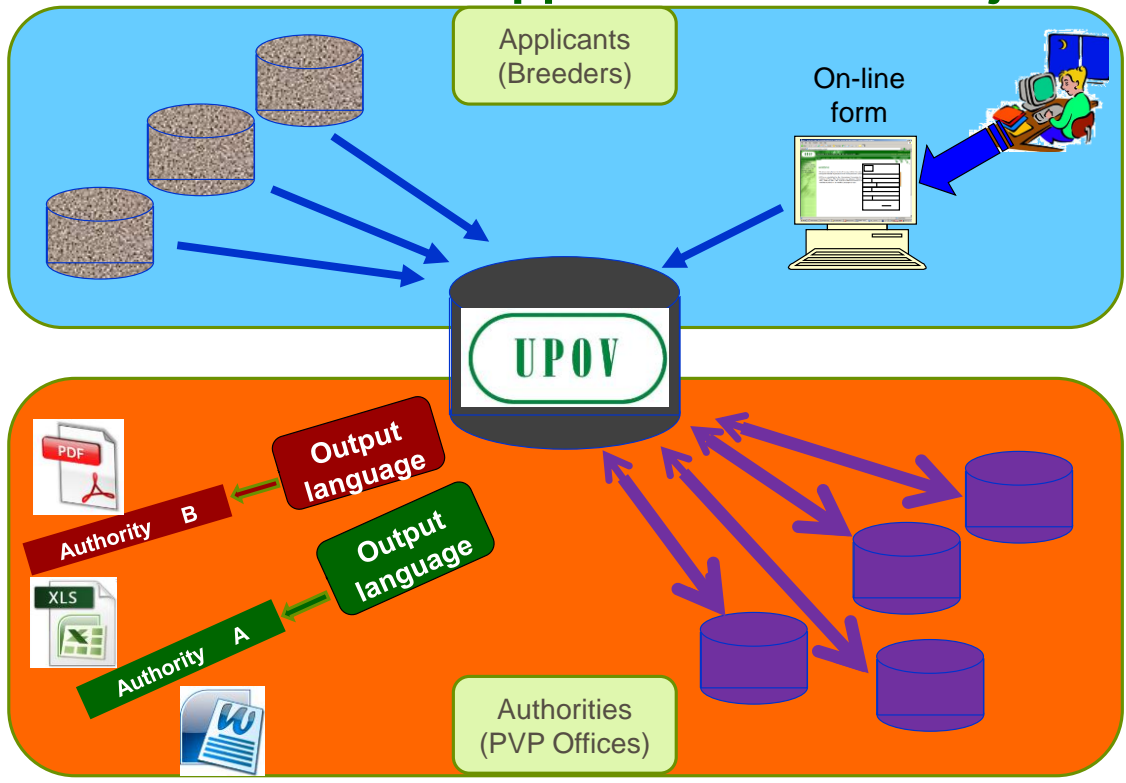 Applicants
(Breeders)
On-line
form
UPOV
Output
language
PDF
Authority B
Output
language
XLS
Authority A
W
Authorities
(PVP Offices)